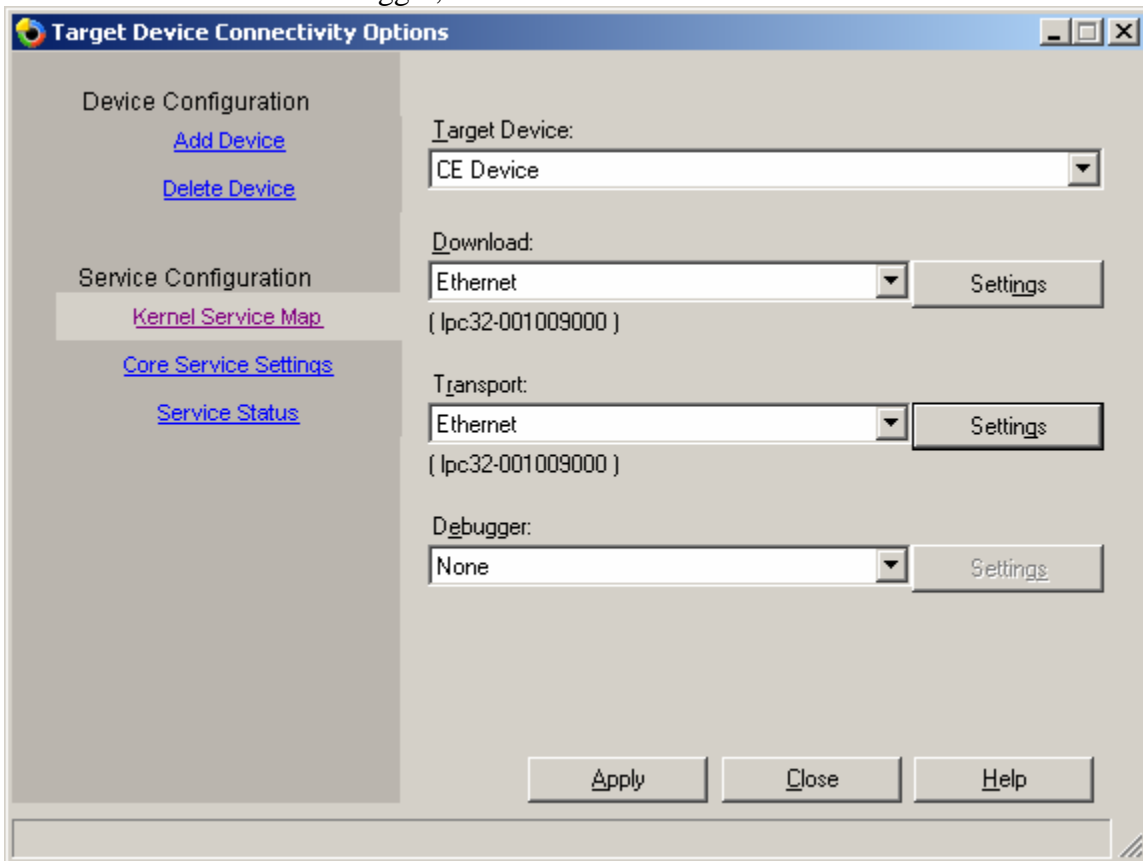 Target Device Connectivity Options
Device Configuration
Add Device
Delete Device
Service Configuration
Kernel Service Map
Core Service Settings
Service Status
Target Device:
CE Device
Download:
Ethernet
Settings
( lpc32-001009000 )
Transport:
Ethernet
Settings
( lpc32-001009000 )
Debugger:
None
Settings
Apply
Close
Help